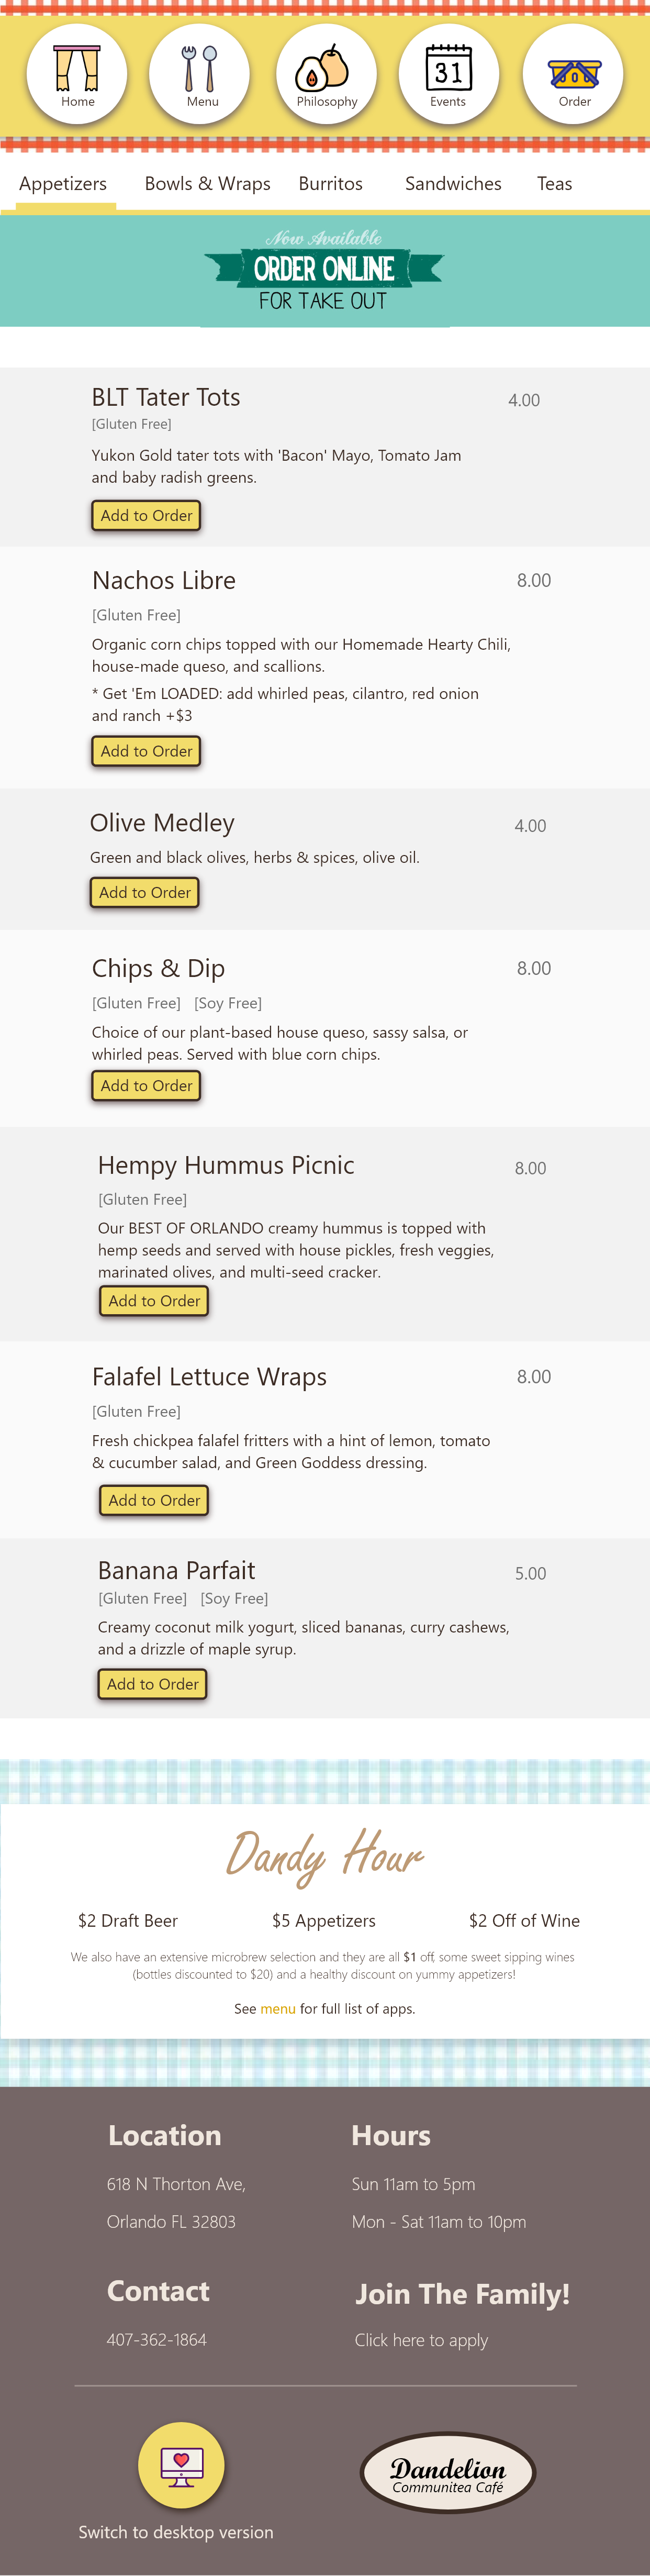 Home
Menu
Philosophy
31
Events
Order
Appetizers
Bowls & Wraps
Burritos
Sandwiches
Teas
Now Available
ORDER ONLINE
FOR TAKE OUT
BLT Tater Tots
4.00
[Gluten Free]
Yukon Gold tater tots with 'Bacon' Mayo, Tomato Jam
and baby radish greens.
Add to Order
Nachos Libre
8.00
[Gluten Free]
Organic corn chips topped with our Homemade Hearty Chili,
house-made queso, and scallions.
* Get 'Em LOADED: add whirled peas, cilantro, red onion
and ranch +$3
Add to Order
Olive Medley
4.00
Green and black olives, herbs & spices, olive oil.
Add to Order
Chips & Dip
8.00
[Gluten Free] [Soy Free]
Choice of our plant-based house queso, sassy salsa, or
whirled peas. Served with blue corn chips.
Add to Order
Hempy Hummus Picnic
8.00
[Gluten Free]
Our BEST OF ORLANDO creamy hummus is topped with
hemp seeds and served with house pickles, fresh veggies,
marinated olives, and multi-seed cracker.
Add to Order
Falafel Lettuce Wraps
8.00
[Gluten Free]
Fresh chickpea falafel fritters with a hint of lemon, tomato
& cucumber salad, and Green Goddess dressing.
Add to Order
Banana Parfait
5.00
[Gluten Free] [Soy Free]
Creamy coconut milk yogurt, sliced bananas, curry cashews,
and a drizzle of maple syrup.
Add to Order
Dandy Hour
$2 Draft Beer
$5 Appetizers
$2 Off of Wine
We also have an extensive microbrew selection and they are all $1 off, some sweet sipping wines
(bottles discounted to $20) and a healthy discount on yummy appetizers!
See menu for full list of apps.
Location
618 N Thorton Ave,
Orlando FL 32803
Hours
Sun 11am to 5pm
Mon - Sat 11am to 10pm
Contact
407-362-1864
Join The Family!
Click here to apply
Switch to desktop version
Dandelion
Communitea Café